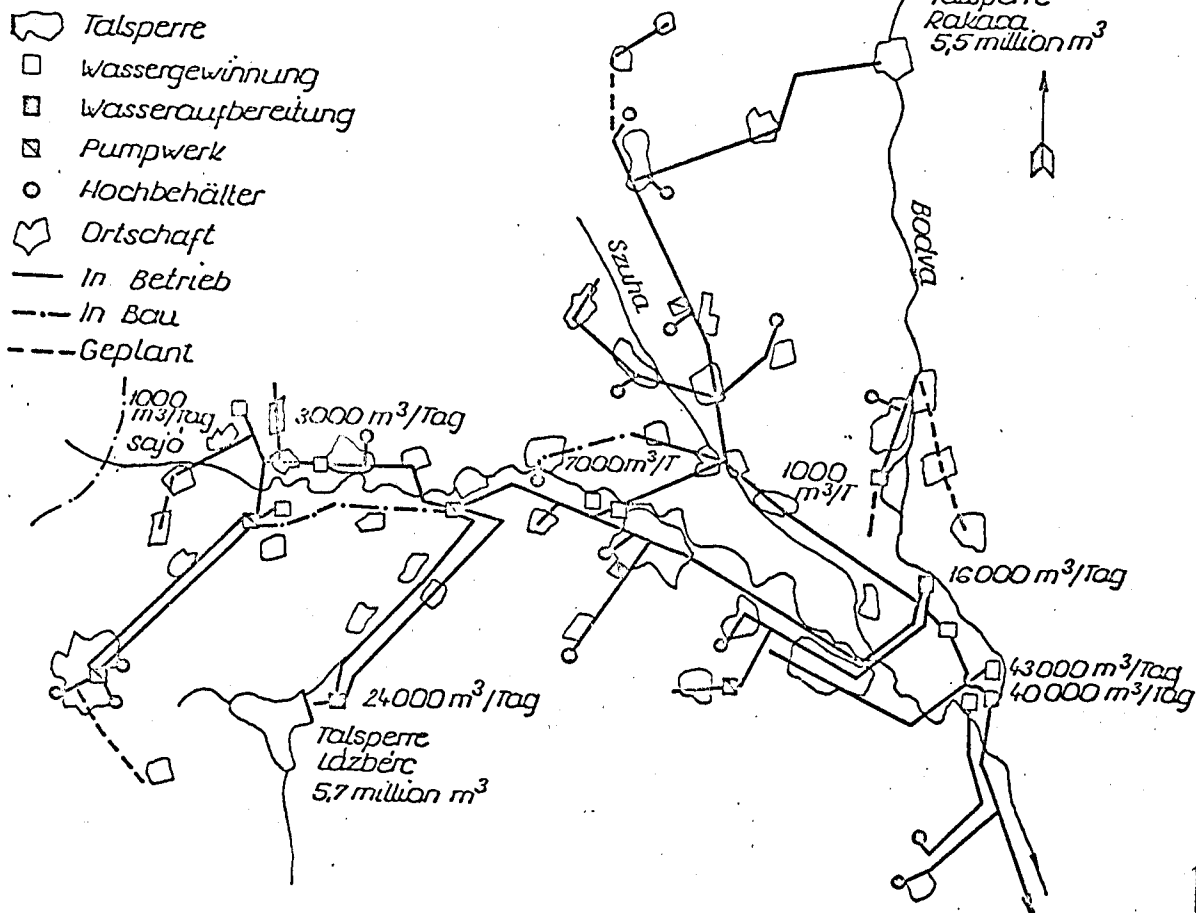 Talsperre
Wassergewinnung
Wasseraufbereitung
Pumpwerk
Hochbehälter
Ortschaft
In Betrieb
In Bau
Geplant
Talsperre
Rakaca
5,5 million m³
Szuha
Bodva
1000
m3/Tag
Sajó
3000 m³/Tag
7000 m³/T
1000
m³/T
16000 m³/Tag
43000 m³/Tag
40000 m³/Tag
24000 m³/Tag
Talsperre
Lázbérc
5,7 million m³